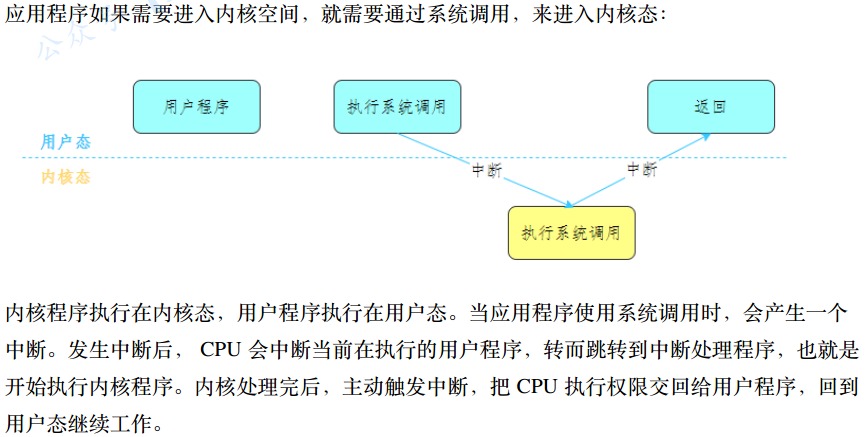 应用程序如果需要进入内核空间，就需要通过系统调用，来进入内核态：
公众
用户程序
执行系统调用
返回
用户态
中断
中断
内核态
执行系统调用
内核程序执行在内核态，用户程序执行在用户态。当应用程序使用系统调用时，会产生一个
中断。发生中断后， CPU 会中断当前在执行的用户程序，转而跳转到中断处理程序，也就是
开始执行内核程序。内核处理完后，主动触发中断，把 CPU 执行权限交回给用户程序，回到
用户态继续工作。